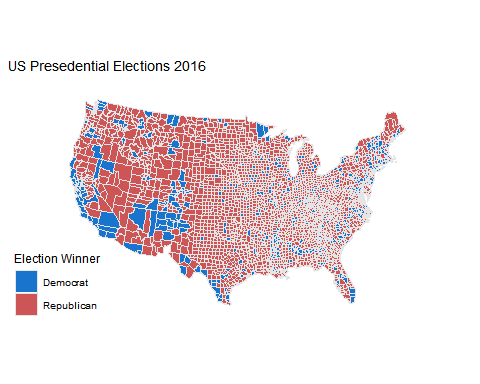 US Presedential Elections 2016
Election Winner
Democrat
Republican